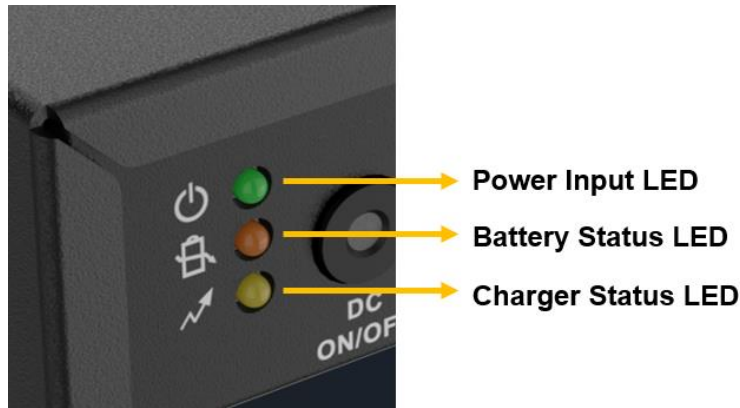 Power Input LED
Battery Status LED
Charger Status LED
DC
ON/OF